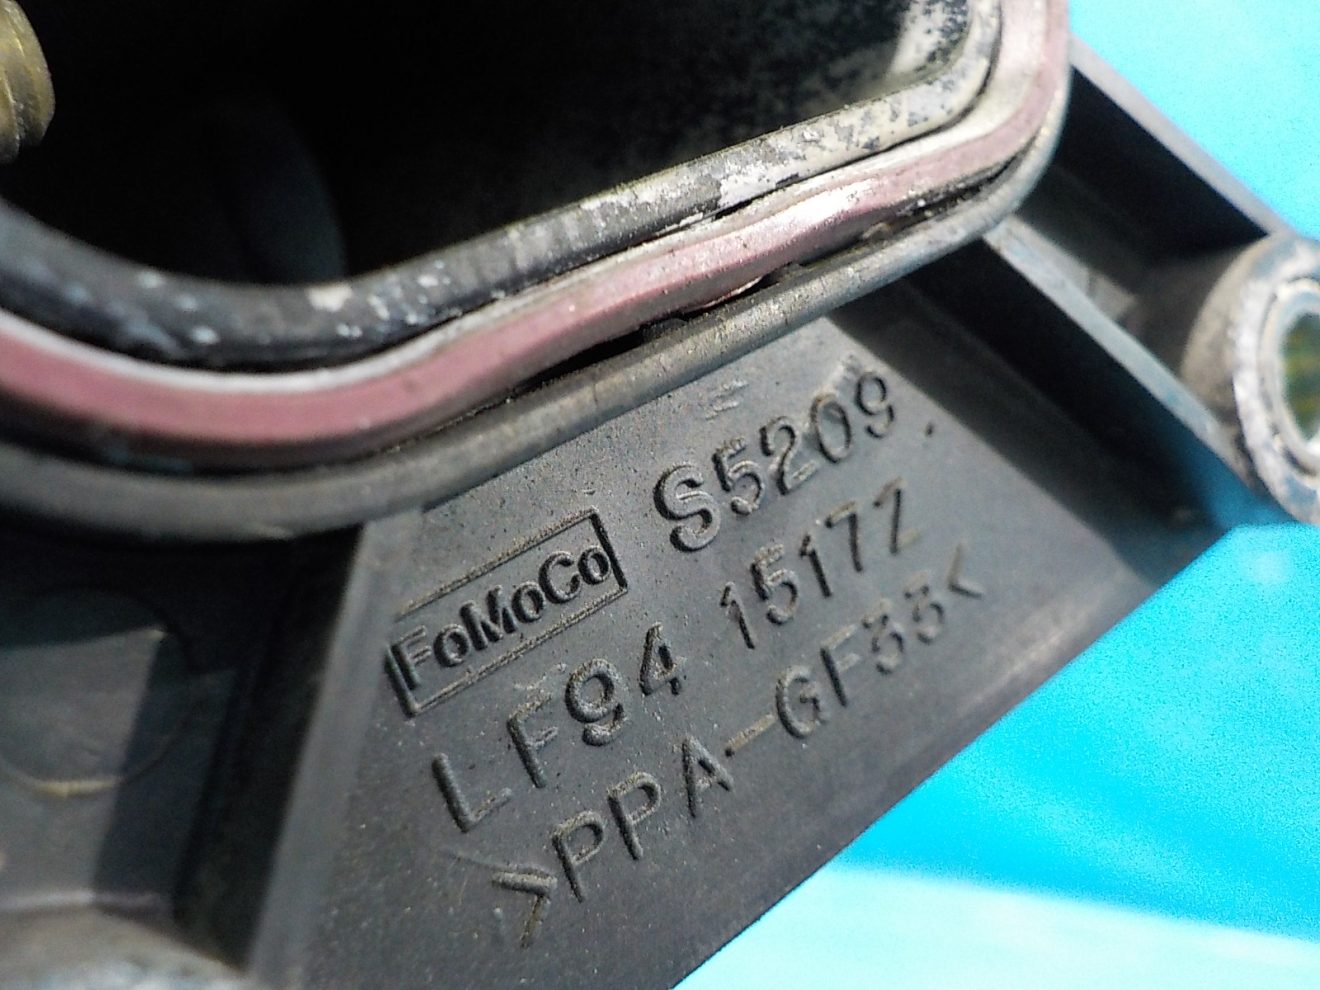 S5209
FoMoCo
LF94 1517Z
>PPA-GF33<